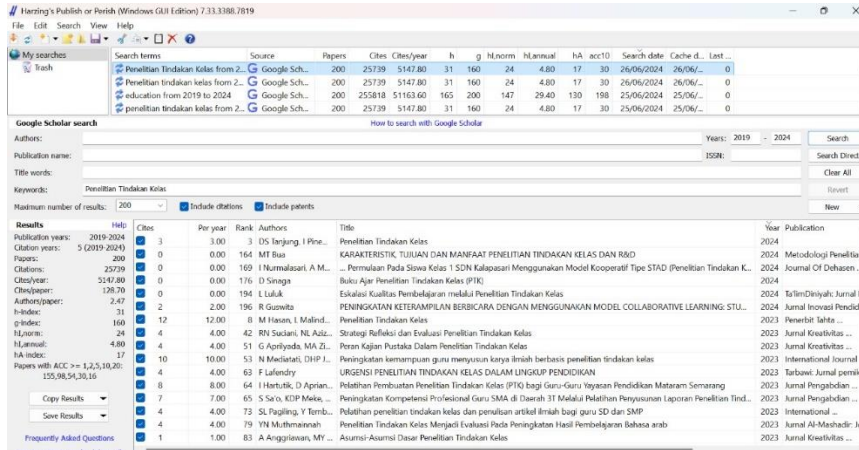 Harzing's Publish or Perish (Windows GUI Edition) 7.33.3388.7819
File Edit Search View Help
My searches
Trash
Search terms Source Papers Cites Cites/year h g hI,norm hI,annual hA acc10 Search date Cache d... Last ...
Penelitian Tindakan Kelas from 2... Google Sch... 200 25739 5147.80 31 160 24 4.80 17 30 26/06/2024 26/06/... 0
Penelitian tindakan kelas from 2... Google Sch... 200 25739 5147.80 31 160 24 4.80 17 30 26/06/2024 26/06/... 0
education from 2019 to 2024 Google Sch... 200 255818 51163.60 165 200 147 29.40 130 198 25/06/2024 25/06/... 0
penelitian tindakan kelas from 2... Google Sch... 200 25739 5147.80 31 160 24 4.80 17 30 25/06/2024 25/06/... 0
Google Scholar search How to search with Google Scholar
Authors: Years: 2019 - 2024 Search
Publication name: ISSN: Search Direct
Title words: Clear All
Keywords: Penelitian Tindakan Kelas Revert
Maximum number of results: 200 Include citations Include patents New
Results Help
Publication years: 2019-2024
Citation years: 5 (2019-2024)
Papers: 200
Citations: 25739
Cites/year: 5147.80
Cites/paper: 128.70
Authors/paper: 2.47
h-index: 31
g-index: 160
hI,norm: 24
hI,annual: 4.80
hA-index: 17
Papers with ACC >= 1,2,5,10,20:
155,98,54,30,16
Copy Results
Save Results
Frequently Asked Questions
Cites Per year Rank Authors Title Year Publication
3 3.00 3 DS Tanjung, I Pine... Penelitian Tindakan Kelas 2024
0 0.00 164 MT Bua KARAKTERISTIK, TUJUAN DAN MANFAAT PENELITIAN TINDAKAN KELAS DAN R&D 2024 Metodologi Penelitia
0 0.00 169 I Nurmalasari, A M... ... Permulaan Pada Siswa Kelas 1 SDN Kalapasari Menggunakan Model Kooperatif Tipe STAD (Penelitian Tindakan K... 2024 Journal Of Dehasen .
0 0.00 176 D Sinaga Buku Ajar Penelitian Tindakan Kelas (PTK) 2024
0 0.00 194 L Luluk Eskalasi Kualitas Pembelajaran melalui Penelitian Tindakan Kelas 2024 Ta'limDiniyah: Jurnal I
2 2.00 196 R Guswita PENINGKATAN KETERAMPILAN BERBICARA DENGAN MENGGUNAKAN MODEL COLLABORATIVE LEARNING: STU... 2024 Jurnal Inovasi Pendid
12 12.00 8 M Hasan, L Malind... Penelitian Tindakan Kelas 2023 Penerbit Tahta ...
4 4.00 42 RN Suciani, NL Aziz... Strategi Refleksi dan Evaluasi Penelitian Tindakan Kelas 2023 Jurnal Kreativitas ...
4 4.00 51 G Aprilyada, MA Zi... Peran Kajian Pustaka Dalam Penelitian Tindakan Kelas 2023 Jurnal Kreativitas ...
10 10.00 53 N Mediatati, DHP J... Peningkatan kemampuan guru menyusun karya ilmiah berbasis penelitian tindakan kelas 2023 International Journal
4 4.00 63 F Lafendry URGENSI PENELITIAN TINDAKAN KELAS DALAM LINGKUP PENDIDIKAN 2023 Tarbawi: Jurnal pemik
8 8.00 64 I Hartutik, D Aprian... Pelatihan Pembuatan Penelitian Tindakan Kelas (PTK) bagi Guru-Guru Yayasan Pendidikan Mataram Semarang 2023 Jurnal Pengabdian ...
7 7.00 65 S Sa'o, KDP Meke, ... Peningkatan Kompetensi Profesional Guru SMA di Daerah 3T Melalui Pelatihan Penyusunan Laporan Penelitian Tind... 2023 Jurnal Pengabdian ...
4 4.00 73 SL Pagiling, Y Temb... Pelatihan penelitian tindakan kelas dan penulisan artikel ilmiah bagi guru SD dan SMP 2023 International ...
4 4.00 79 YN Muthmainnah Penelitian Tindakan Kelas Menjadi Evaluasi Pada Peningkatan Hasil Pembelajaran Bahasa arab 2023 Jurnal Al-Mashadir: Jo
1 1.00 83 A Anggriawan, MY ... Asumsi-Asumsi Dasar Penelitian Tindakan Kelas 2023 Jurnal Kreativitas ...